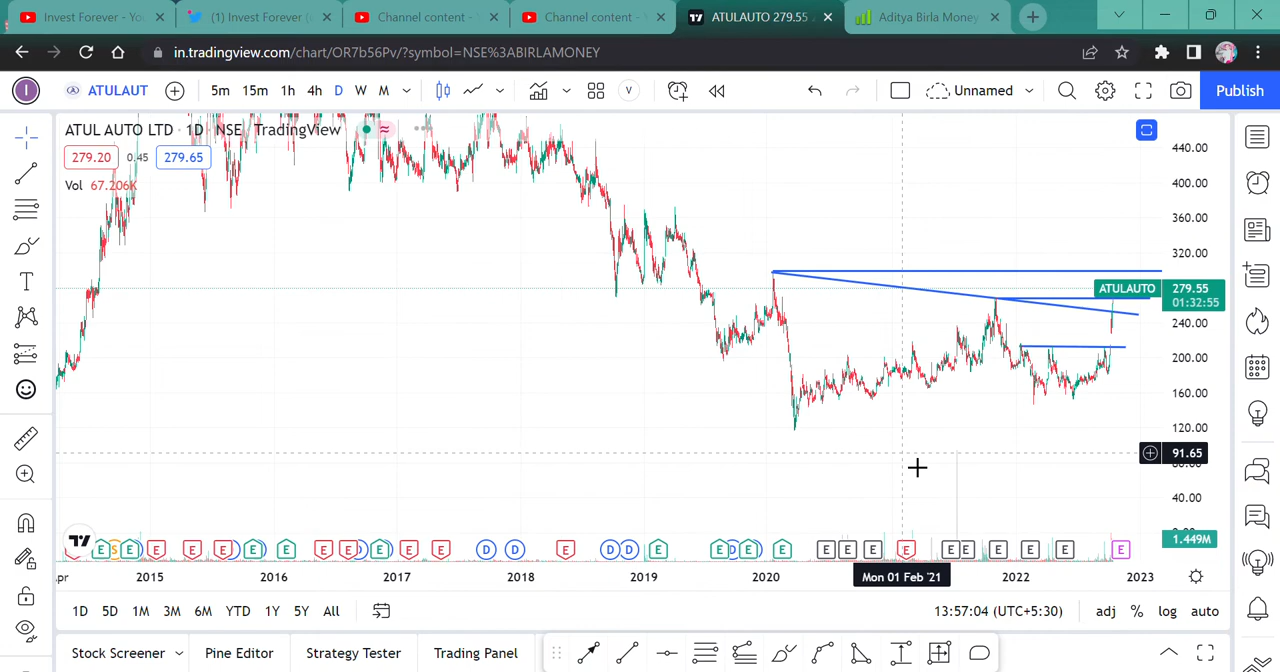 Invest Forever - Yo
(1) Invest Forever (
Channel content - 
Channel content - 
ATULAUTO 279.55
Aditya Birla Money
in.tradingview.com/chart/OR7b56Pv/?symbol=NSE%3ABIRLAMONEY
I
ATULAUT
5m 15m 1h 4h D W M
V
Unnamed
Publish
ATUL AUTO LTD · 1D · NSE TradingView
279.20 0.45 279.65
Vol 67.206K
440.00
400.00
360.00
320.00
ATULAUTO 279.55
01:32:55
240.00
200.00
160.00
120.00
91.65
80.00
40.00
0.00
1.449M
E S E E E E E E E E E E E D D E D D E E D E E E E E E E E E E E E E
pr 2015 2016 2017 2018 2019 2020 Mon 01 Feb '21 2022 2023
1D 5D 1M 3M 6M YTD 1Y 5Y All
13:57:04 (UTC+5:30) adj % log auto
Stock Screener Pine Editor Strategy Tester Trading Panel